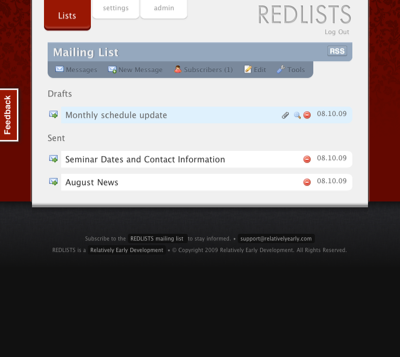 Lists
settings
admin
REDLISTS
Log Out
Mailing List
RSS
Messages
New Message
Subscribers (1)
Edit
Tools
Feedback
Drafts
Monthly schedule update
08.10.09
Sent
Seminar Dates and Contact Information
08.10.09
August News
08.10.09
Subscribe to the REDLISTS mailing list to stay informed. • support@relativelyearly.com
REDLISTS is a Relatively Early Development • © Copyright 2009 Relatively Early Development. All Rights Reserved.